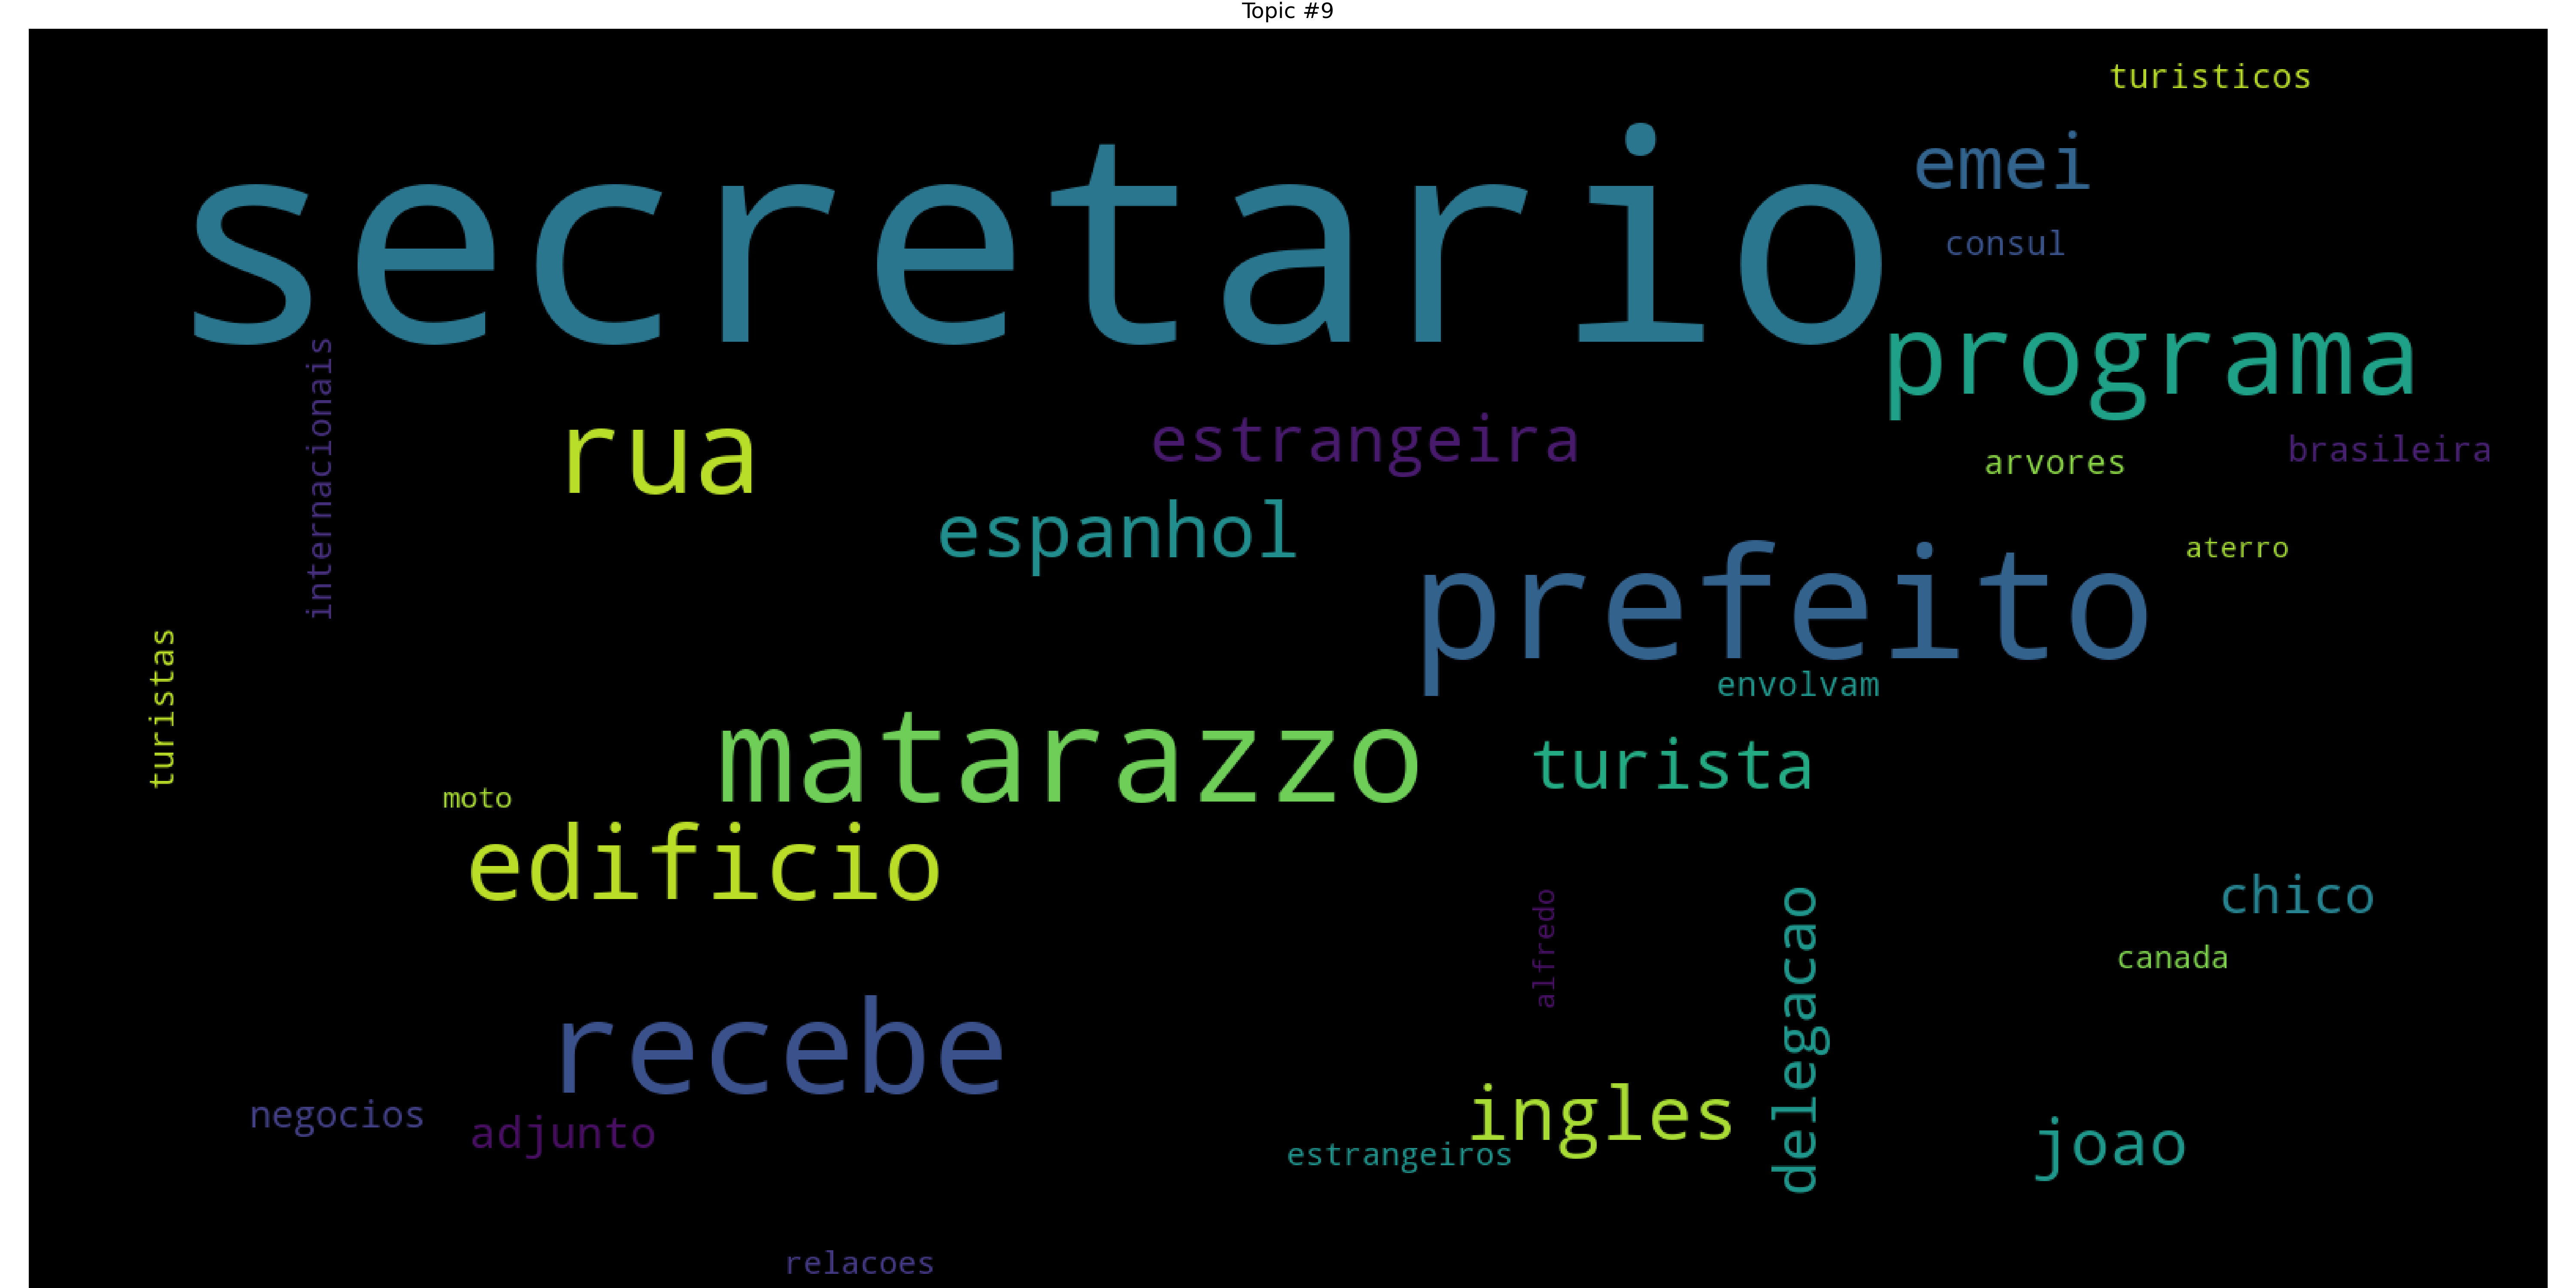 Topic #9
turisticos
secretario
emei
consul
programa
internacionais
rua
estrangeira
arvores
brasileira
espanhol
aterro
prefeito
turistas
envolvam
matarazzo
turista
moto
edificio
alfredo
delegacao
chico
canada
recebe
negocios
adjunto
ingles
estrangeiros
joao
relacoes